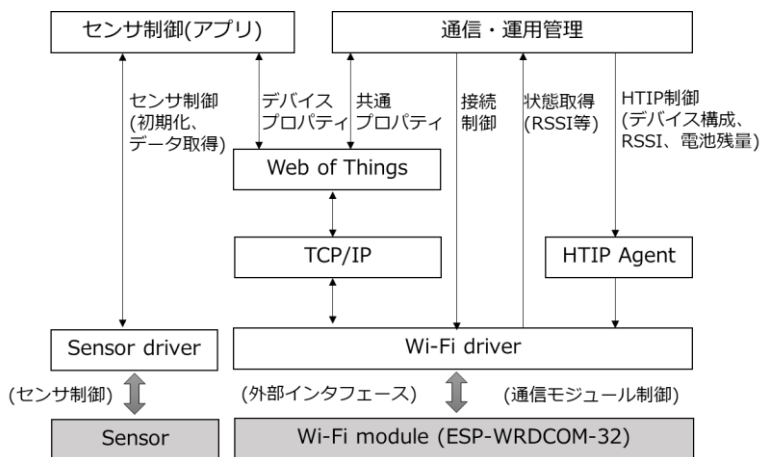 センサ制御(アプリ)
通信・運用管理
センサ制御
(初期化、
データ取得)
デバイス
プロパティ
共通
プロパティ
接続
制御
状態取得
(RSSI等)
HTIP制御
(デバイス構成、
RSSI、電池残量)
Web of Things
TCP/IP
HTIP Agent
Sensor driver
Wi-Fi driver
(センサ制御)
(外部インタフェース)
(通信モジュール制御)
Sensor
Wi-Fi module (ESP-WRDCOM-32)